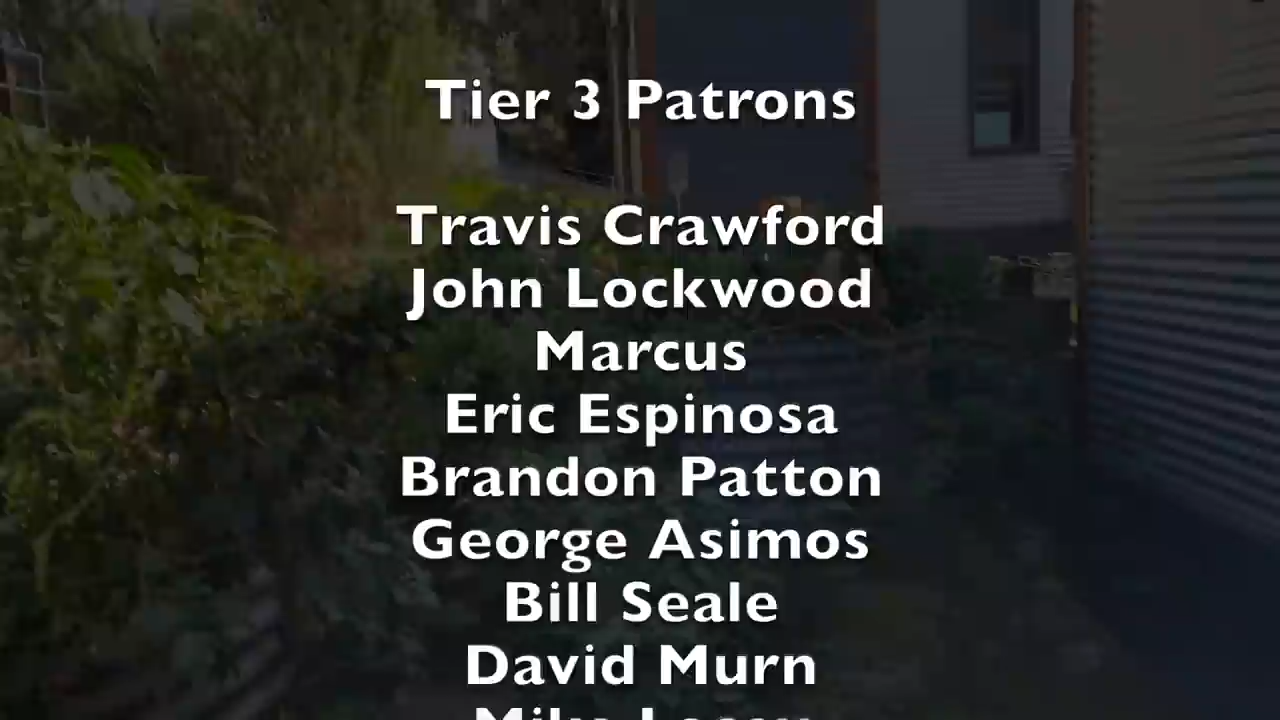 Tier 3 Patrons
Travis Crawford
John Lockwood
Marcus
Eric Espinosa
Brandon Patton
George Asimos
Bill Seale
David Murn